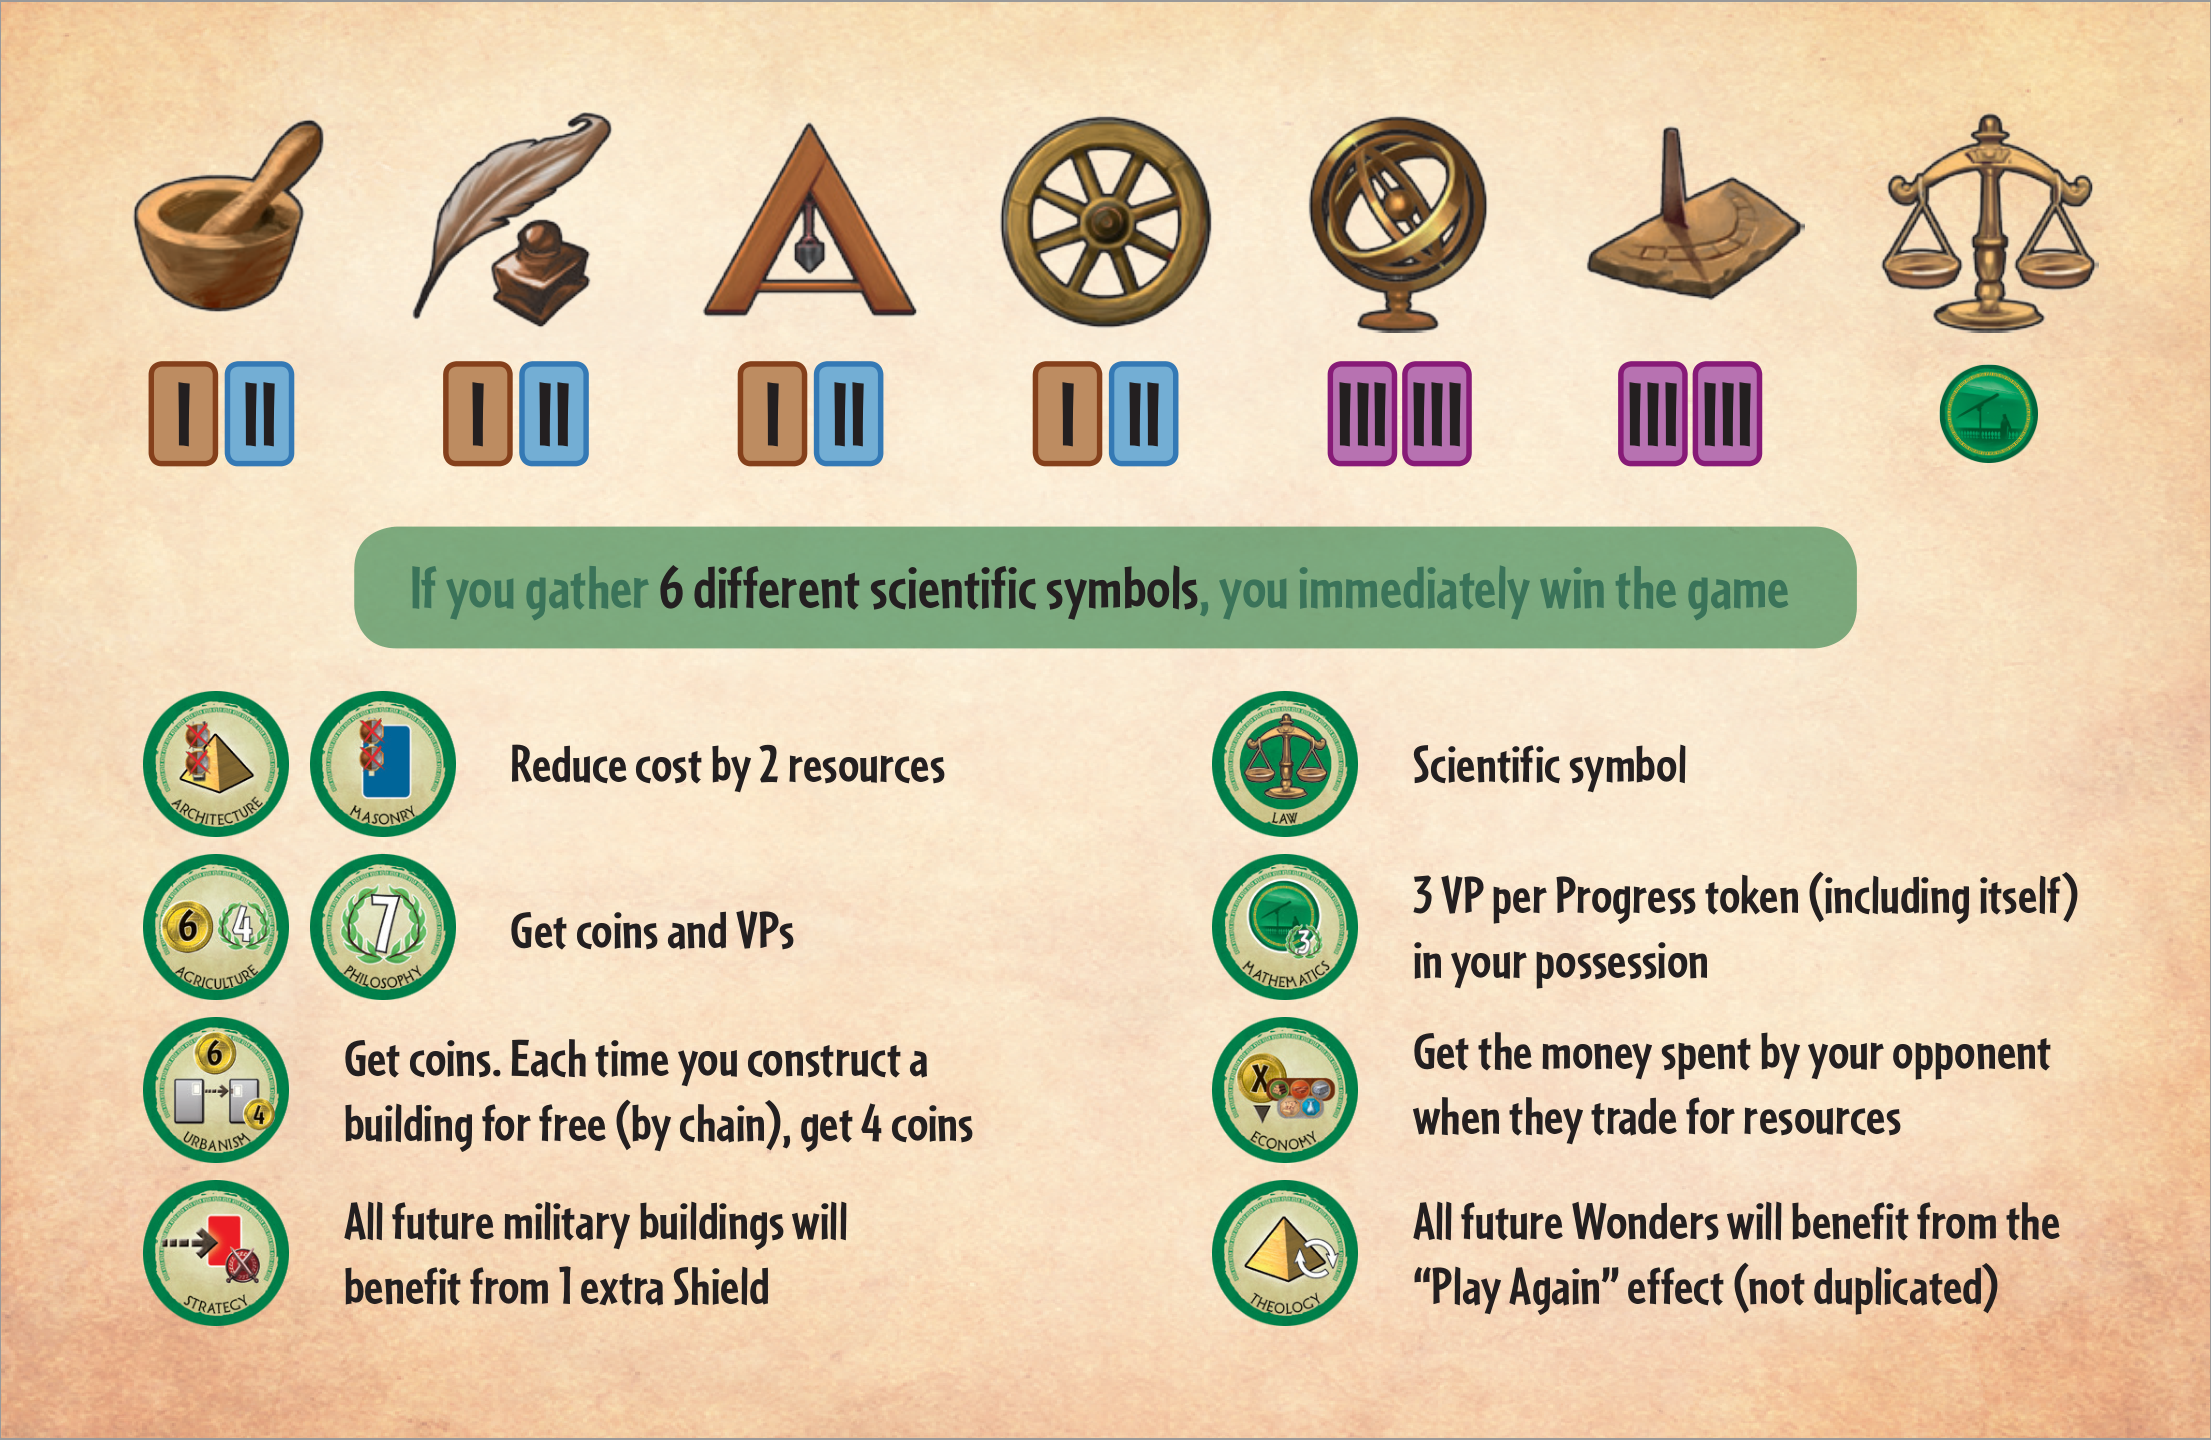 I II I II I II I II III III III III
If you gather 6 different scientific symbols, you immediately win the game
ARCHITECTURE
MASONRY
Reduce cost by 2 resources
LAW
Scientific symbol
6 4
AGRICULTURE
7
PHILOSOPHY
Get coins and VPs
3
MATHEMATICS
3 VP per Progress token (including itself)
in your possession
6
4
URBANISM
Get coins. Each time you construct a
building for free (by chain), get 4 coins
X
ECONOMY
Get the money spent by your opponent
when they trade for resources
STRATEGY
All future military buildings will
benefit from 1 extra Shield
THEOLOGY
All future Wonders will benefit from the
“Play Again” effect (not duplicated)